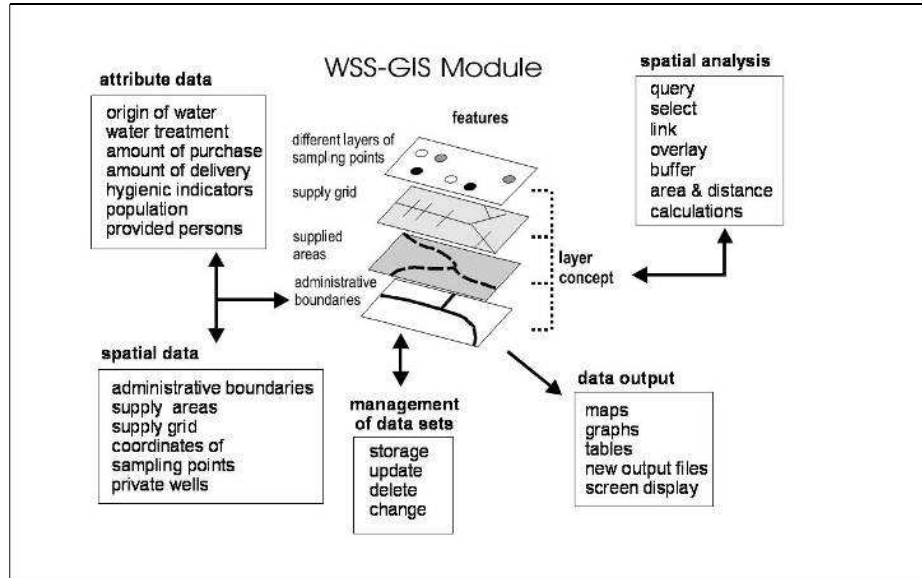 WSS-GIS Module
attribute data
origin of water
water treatment
amount of purchase
amount of delivery
hygienic indicators
population
provided persons
features
different layers of
sampling points
supply grid
supplied
areas
administrative
boundaries
layer
concept
spatial analysis
query
select
link
overlay
buffer
area & distance
calculations
spatial data
administrative boundaries
supply areas
supply grid
coordinates of
sampling points
private wells
management
of data sets
storage
update
delete
change
data output
maps
graphs
tables
new output files
screen display